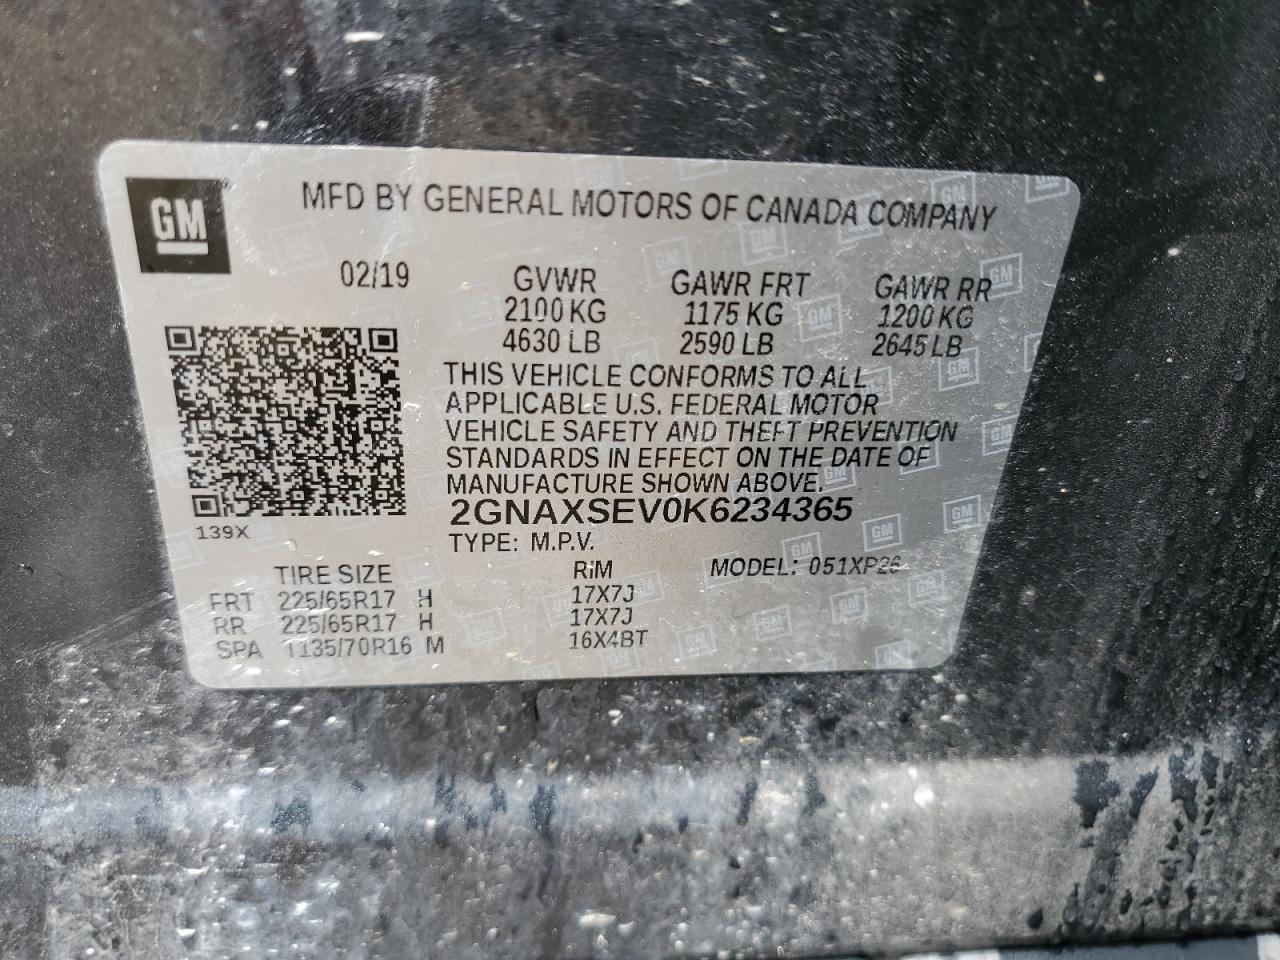 GM
MFD BY GENERAL MOTORS OF CANADA COMPANY
02/19
GVWR GAWR FRT GAWR RR
2100 KG 1175 KG 1200 KG
4630 LB 2590 LB 2645 LB
THIS VEHICLE CONFORMS TO ALL
APPLICABLE U.S. FEDERAL MOTOR
VEHICLE SAFETY AND THEFT PREVENTION
STANDARDS IN EFFECT ON THE DATE OF
MANUFACTURE SHOWN ABOVE.
2GNAXSEV0K6234365
139X
TYPE: M.P.V.
TIRE SIZE RIM MODEL: 051XP26
FRT 225/65R17 H 17X7J
RR 225/65R17 H 17X7J
SPA T135/70R16 M 16X4BT